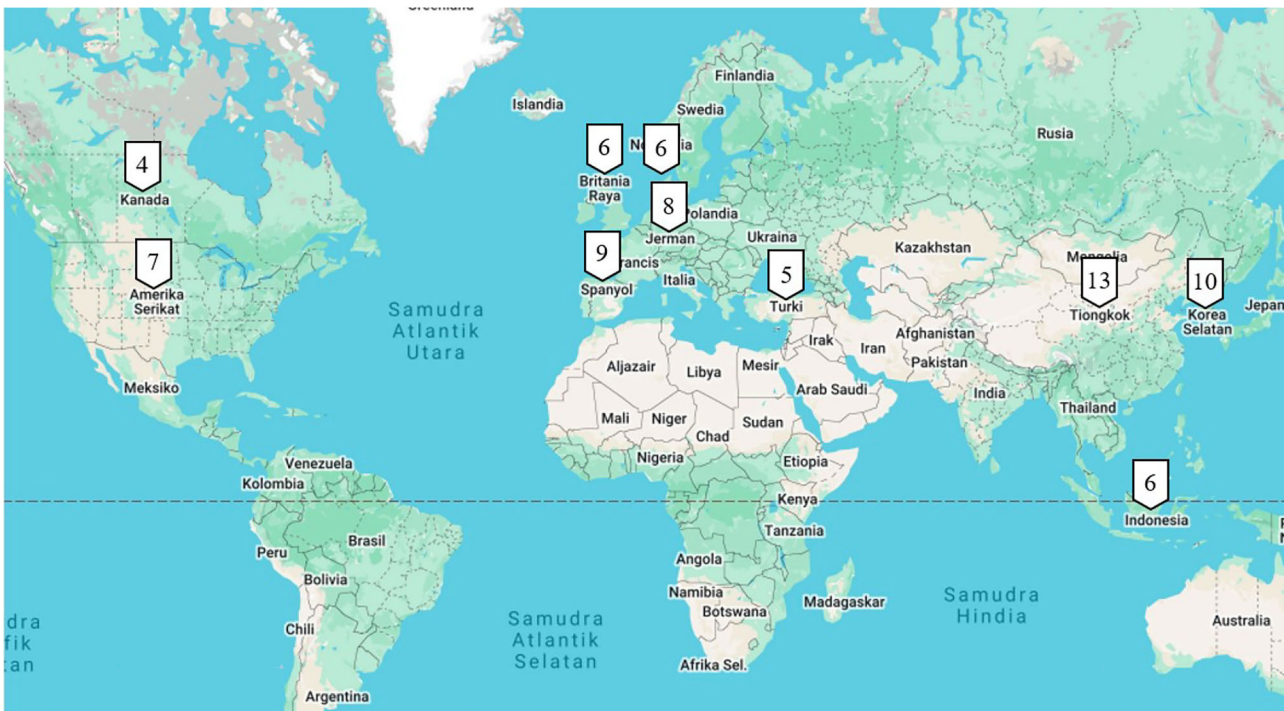 Greenland
Finlandia
Islandia
Swedia
Rusia
6
6
4
Britania
Raya
Kanada
8
Polandia
Jerman
Ukraina
Kazakhstan
Mongolia
9
7
5
13
10
Italia
Spanyol
Amerika
Serikat
Turki
Tiongkok
Korea
Selatan
Samudra
Atlantik
Utara
Afghanistan
Irak
Iran
Pakistan
Aljazair
Libya
Mesir
Arab Saudi
India
Meksiko
Thailand
Mali
Niger
Chad
Sudan
Nigeria
Etiopia
Venezuela
Kolombia
6
Kenya
Indonesia
Tanzania
Peru
Brasil
Angola
Bolivia
Namibia
Botswana
Madagaskar
Samudra
Hindia
Australia
Chili
Samudra
Atlantik
Selatan
Afrika Sel.
Argentina